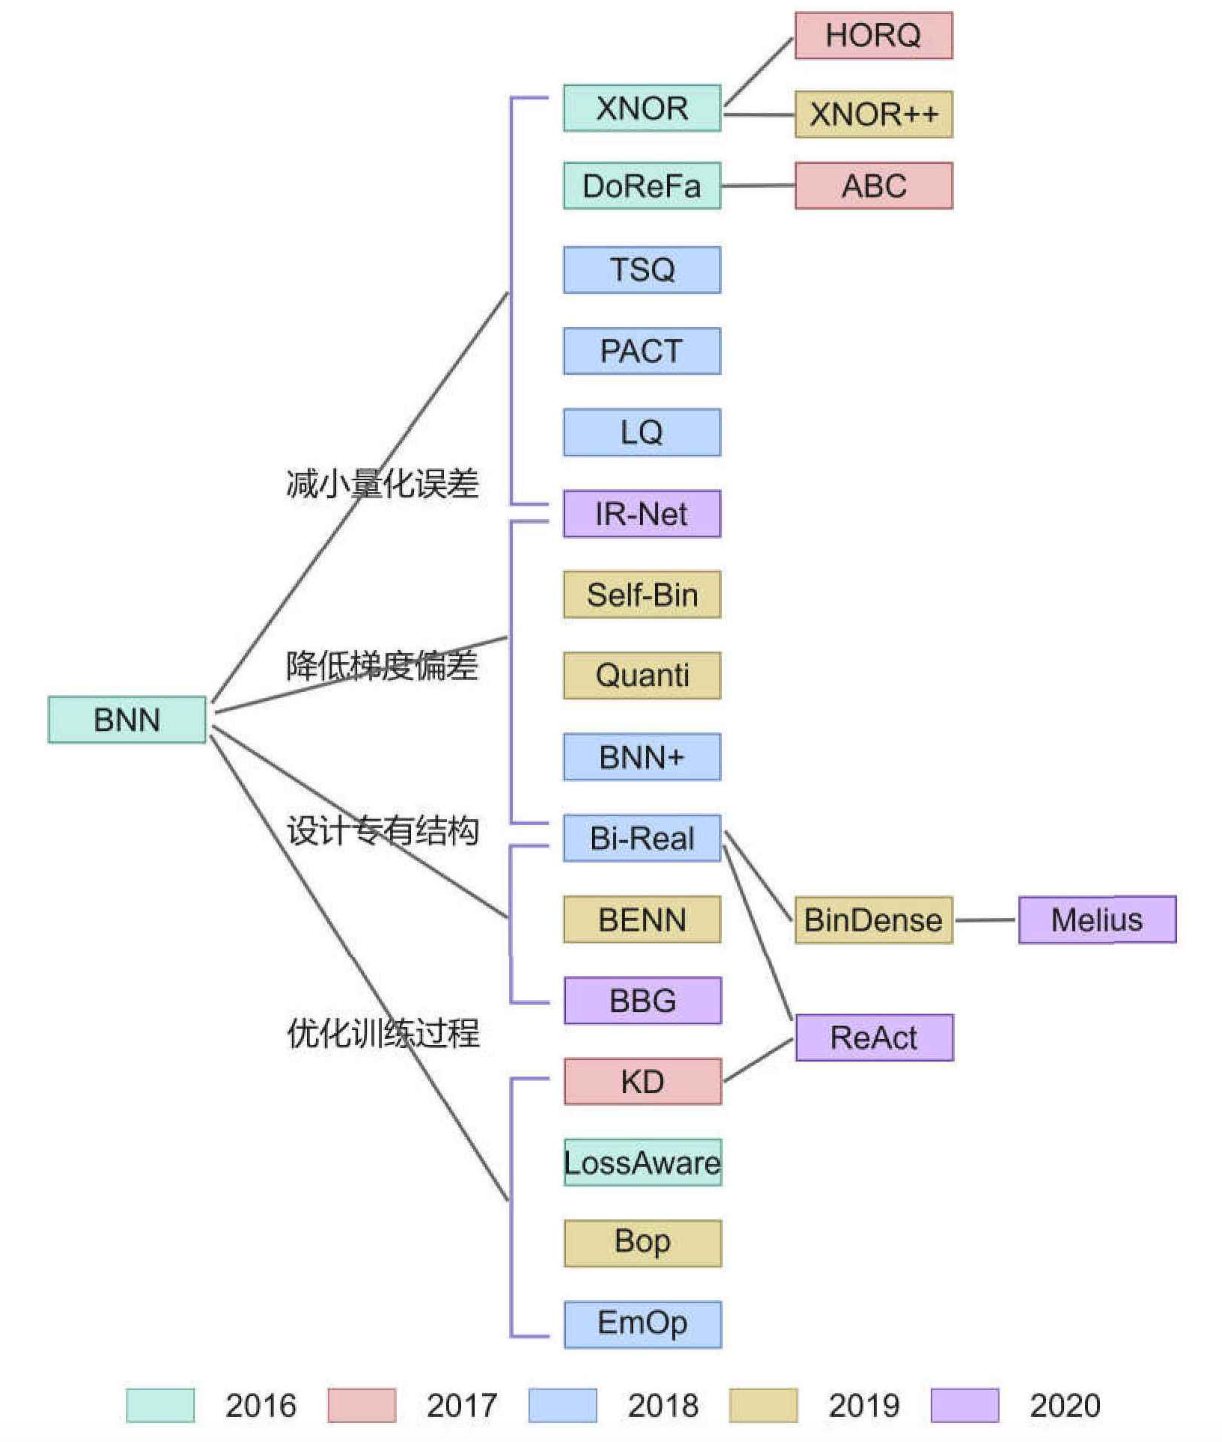 HORQ
XNOR
XNOR++
DoReFa
ABC
TSQ
PACT
LQ
减小量化误差
IR-Net
Self-Bin
降低梯度偏差
Quanti
BNN
BNN+
设计专有结构
Bi-Real
BENN
BinDense
Melius
BBG
优化训练过程
ReAct
KD
LossAware
Bop
EmOp
2016
2017
2018
2019
2020